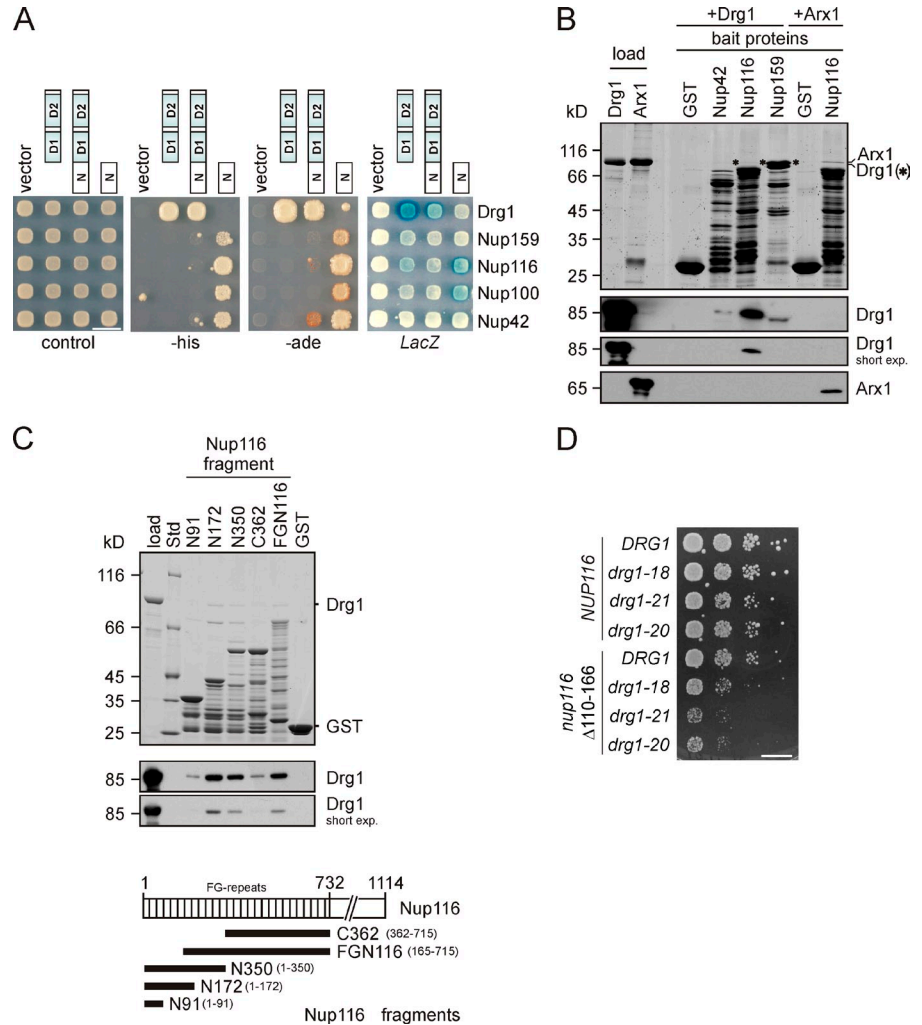 A
vector
D1 D2
N D1 D2
N
vector
D1 D2
N D1 D2
N
vector
D1 D2
N D1 D2
N
vector
D1 D2
N D1 D2
N
Drg1
Nup159
Nup116
Nup100
Nup42
control
-his
-ade
LacZ
B
+Drg1 +Arx1
bait proteins
load
Drg1
Arx1
GST
Nup42
Nup116
Nup159
GST
Nup116
kD
116
66
45
35
25
* * *
Arx1
Drg1(*)
85 Drg1
85 Drg1
short exp.
65 Arx1
C
Nup116
fragment
load
Std
N91
N172
N350
C362
FGN116
GST
kD
116
66
45
35
25
Drg1
GST
85 Drg1
85 Drg1
short exp.
1 FG-repeats 732 1114
Nup116
C362 (362-715)
FGN116 (165-715)
N350 (1-350)
N172 (1-172)
N91 (1-91)
Nup116 fragments
D
NUP116
DRG1
drg1-18
drg1-21
drg1-20
nup116
Δ110-166
DRG1
drg1-18
drg1-21
drg1-20